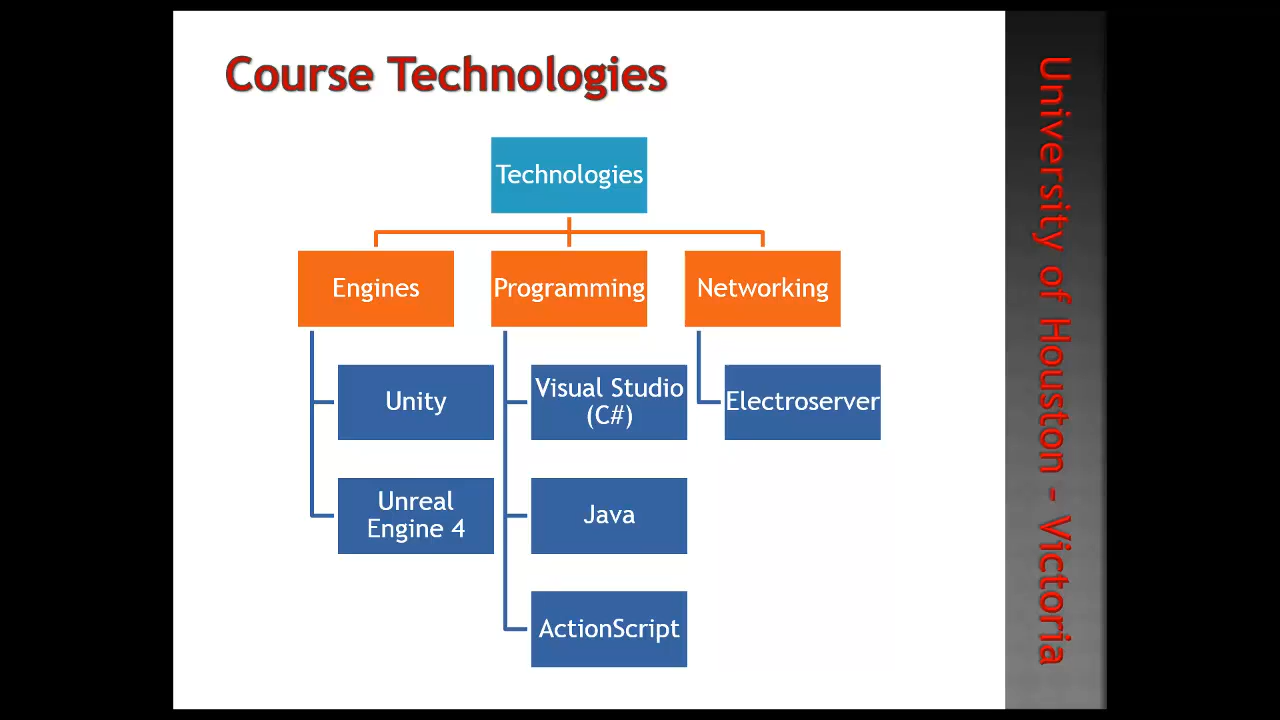 Course Technologies
Technologies
Engines
Programming
Networking
Unity
Visual Studio
(C#)
Electroserver
Unreal
Engine 4
Java
ActionScript
University of Houston - Victoria